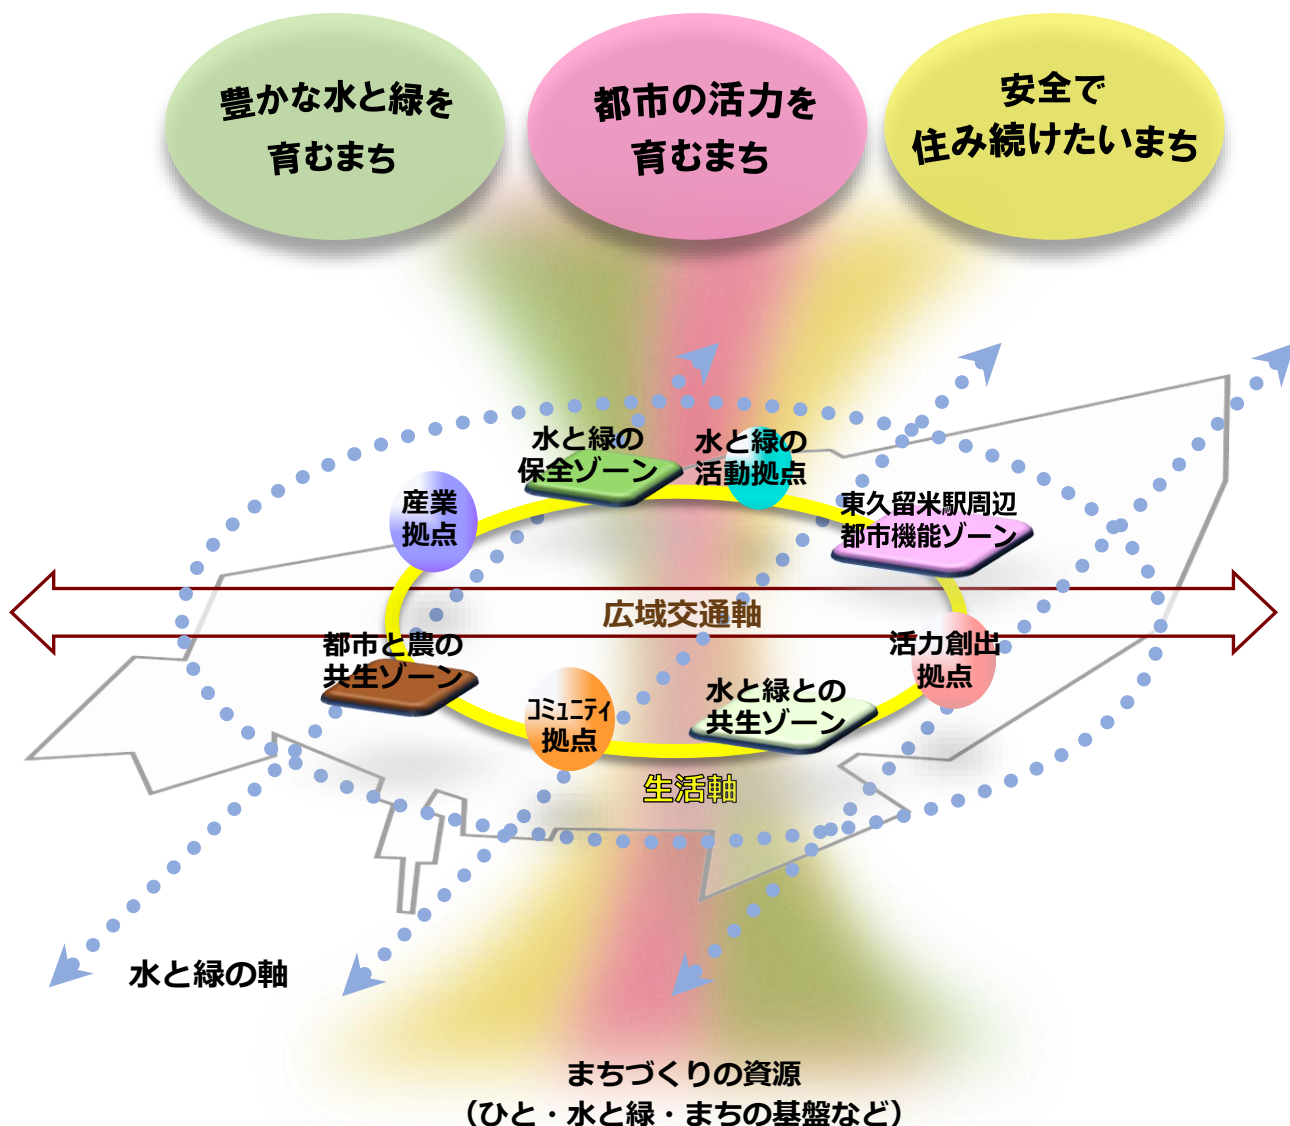 豊かな水と緑を
育むまち
都市の活力を
育むまち
安全で
住み続けたいまち
水と緑の
保全ゾーン
水と緑の
活動拠点
産業
拠点
東久留米駅周辺
都市機能ゾーン
広域交通軸
都市と農の
共生ゾーン
活力創出
拠点
コミュニティ
拠点
水と緑との
共生ゾーン
生活軸
水と緑の軸
まちづくりの資源
（ひと・水と緑・まちの基盤など）